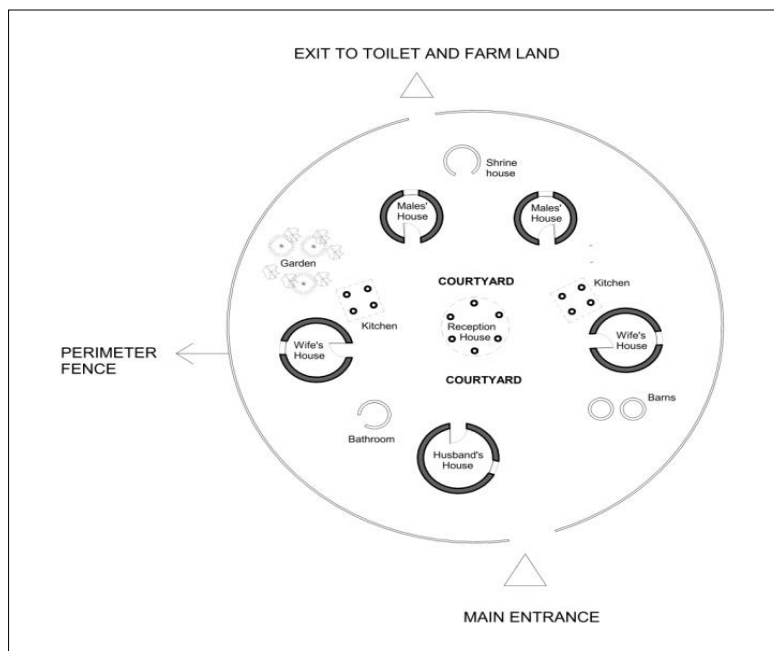 EXIT TO TOILET AND FARM LAND
Shrine
house
Males'
House
Males'
House
Garden
COURTYARD
Kitchen
Kitchen
Reception
House
Wife's
House
Wife's
House
PERIMETER
FENCE
COURTYARD
Barns
Bathroom
Husband's
House
MAIN ENTRANCE